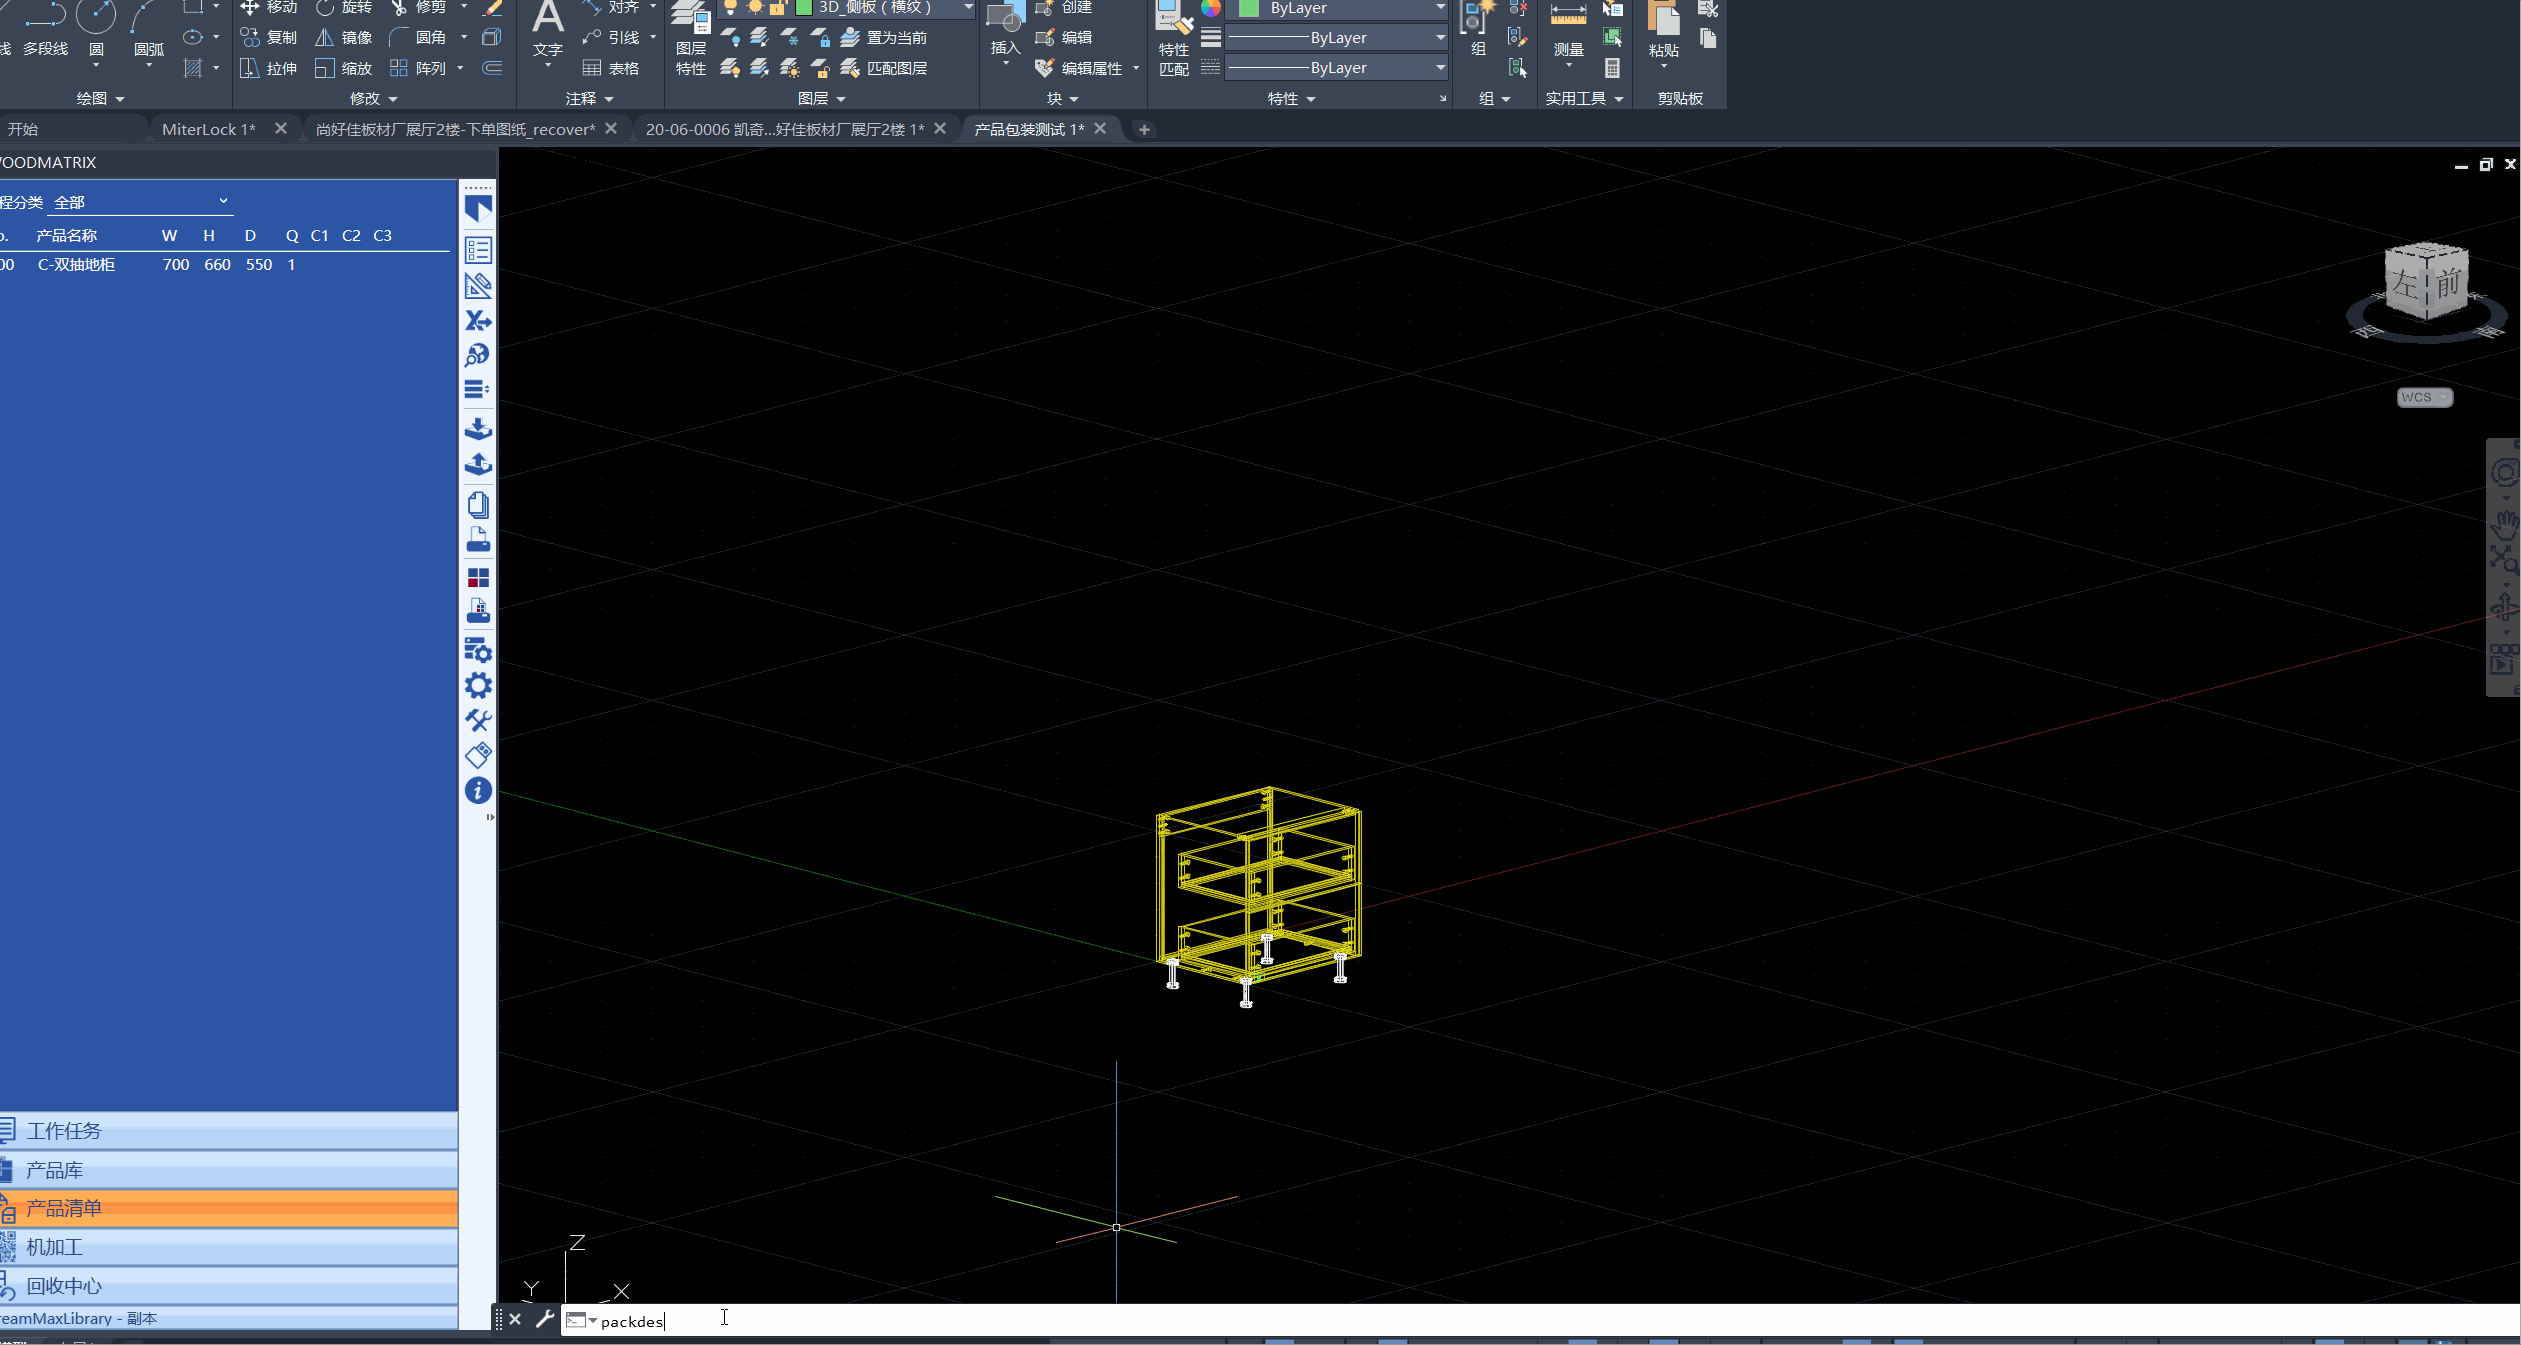 移动 旋转 修剪 对齐 3D_侧板（横纹） 创建 ByLayer
多段线 圆 圆弧 复制 镜像 圆角 文字 引线 图层 置为当前 插入 编辑 特性 ByLayer 组 测量 粘贴
拉伸 缩放 阵列 表格 特性 匹配图层 编辑属性 匹配 ByLayer
绘图 修改 注释 图层 块 特性 组 实用工具 剪贴板
开始 MiterLock 1* 尚好佳板材厂展厅2楼-下单图纸_recover* 20-06-0006 凯奇...好佳板材厂展厅2楼 1* 产品包装测试 1*
OODMATRIX
程分类 全部
o. 产品名称 W H D Q C1 C2 C3
00 C-双抽地柜 700 660 550 1
左 前
WCS
工作任务
产品库
产品清单
机加工
回收中心
eamMaxLibrary - 副本
Z
Y X
packdes